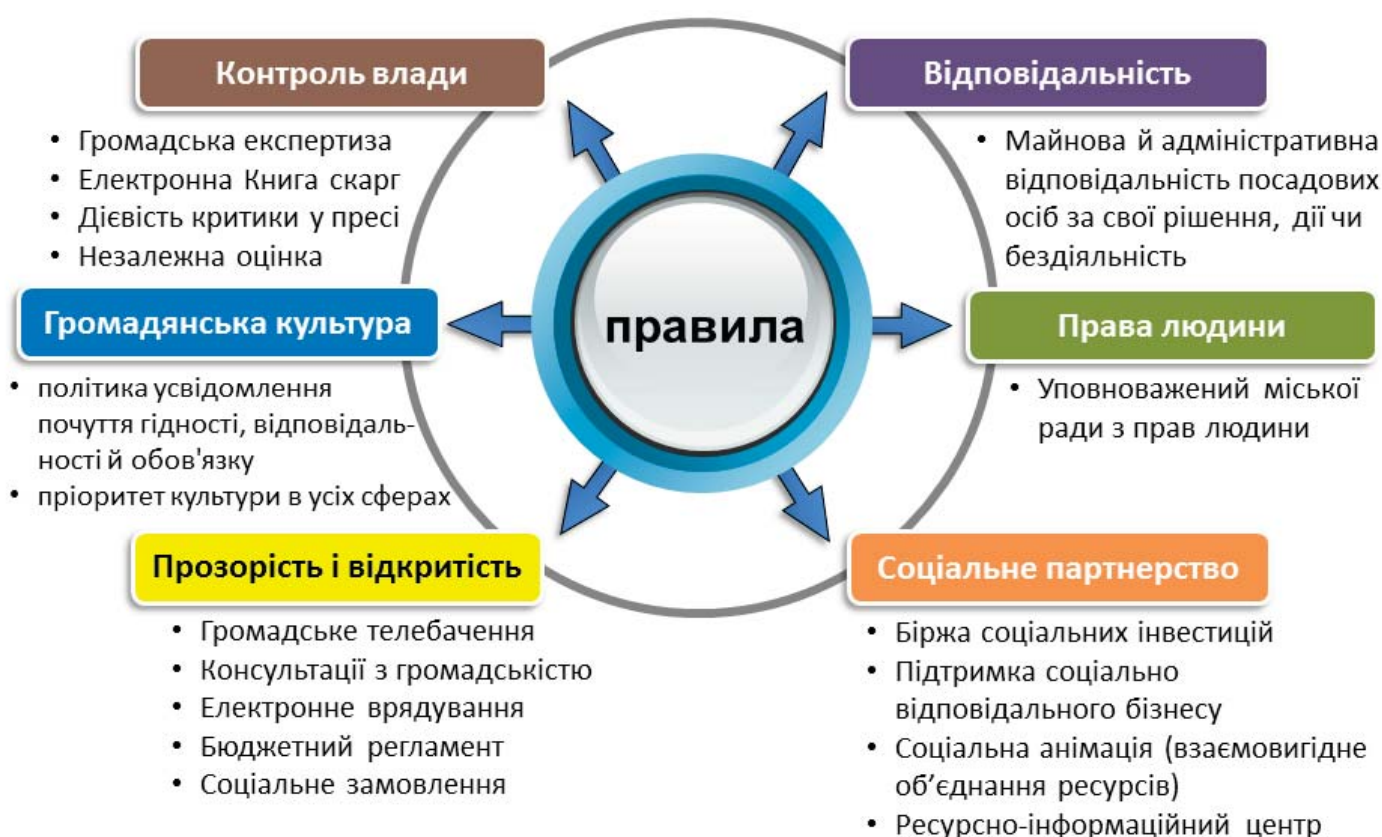 Контроль влади
• Громадська експертиза
• Електронна Книга скарг
• Дієвість критики у пресі
• Незалежна оцінка
Відповідальність
• Майнова й адміністративна
відповідальність посадових
осіб за свої рішення, дії чи
бездіяльність
Громадянська культура
• політика усвідомлення
почуття гідності, відповідаль-
ності й обов'язку
• пріоритет культури в усіх сферах
правила
Права людини
• Уповноважений міської
ради з прав людини
Прозорість і відкритість
• Громадське телебачення
• Консультації з громадськістю
• Електронне врядування
• Бюджетний регламент
• Соціальне замовлення
Соціальне партнерство
• Біржа соціальних інвестицій
• Підтримка соціально
відповідального бізнесу
• Соціальна анімація (взаємовигідне
об’єднання ресурсів)
• Ресурсно-інформаційний центр